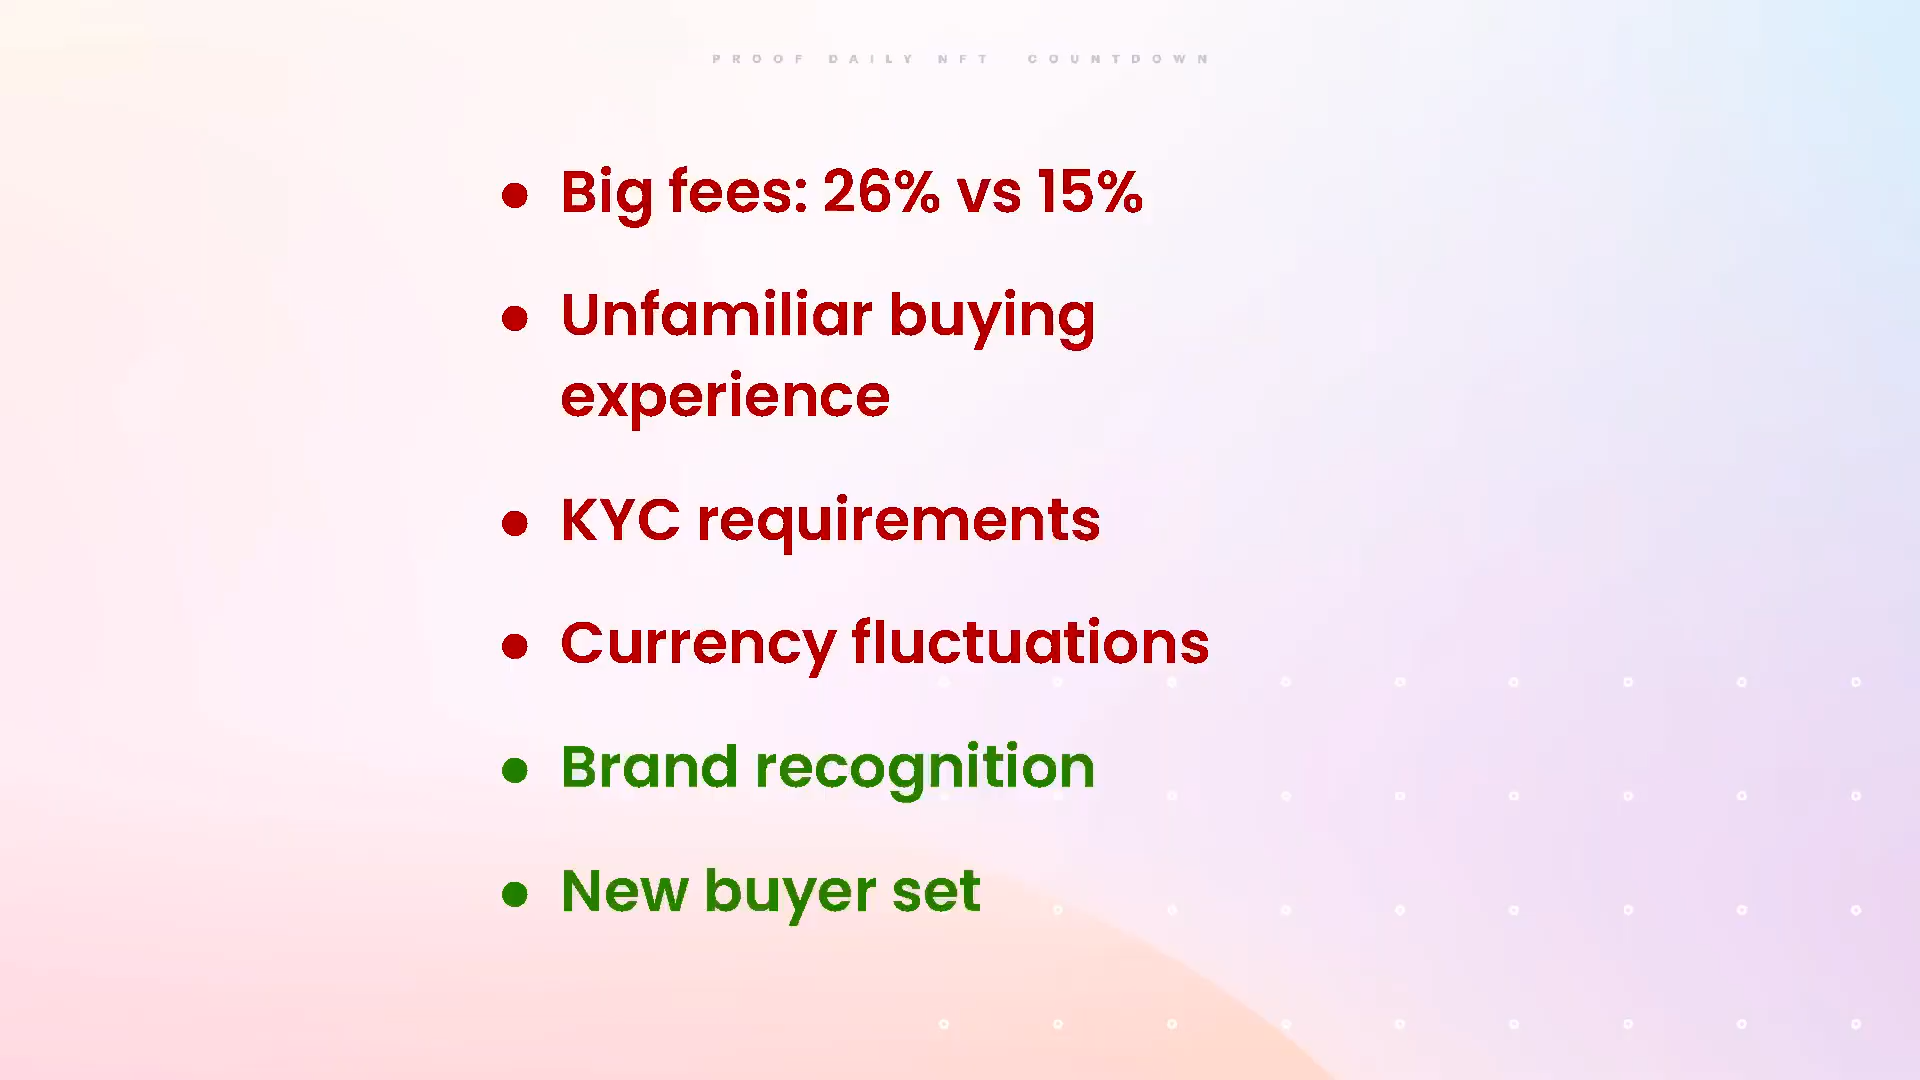 PROOF DAILY NFT COUNTDOWN
● Big fees: 26% vs 15%
● Unfamiliar buying
experience
● KYC requirements
● Currency fluctuations
● Brand recognition
● New buyer set